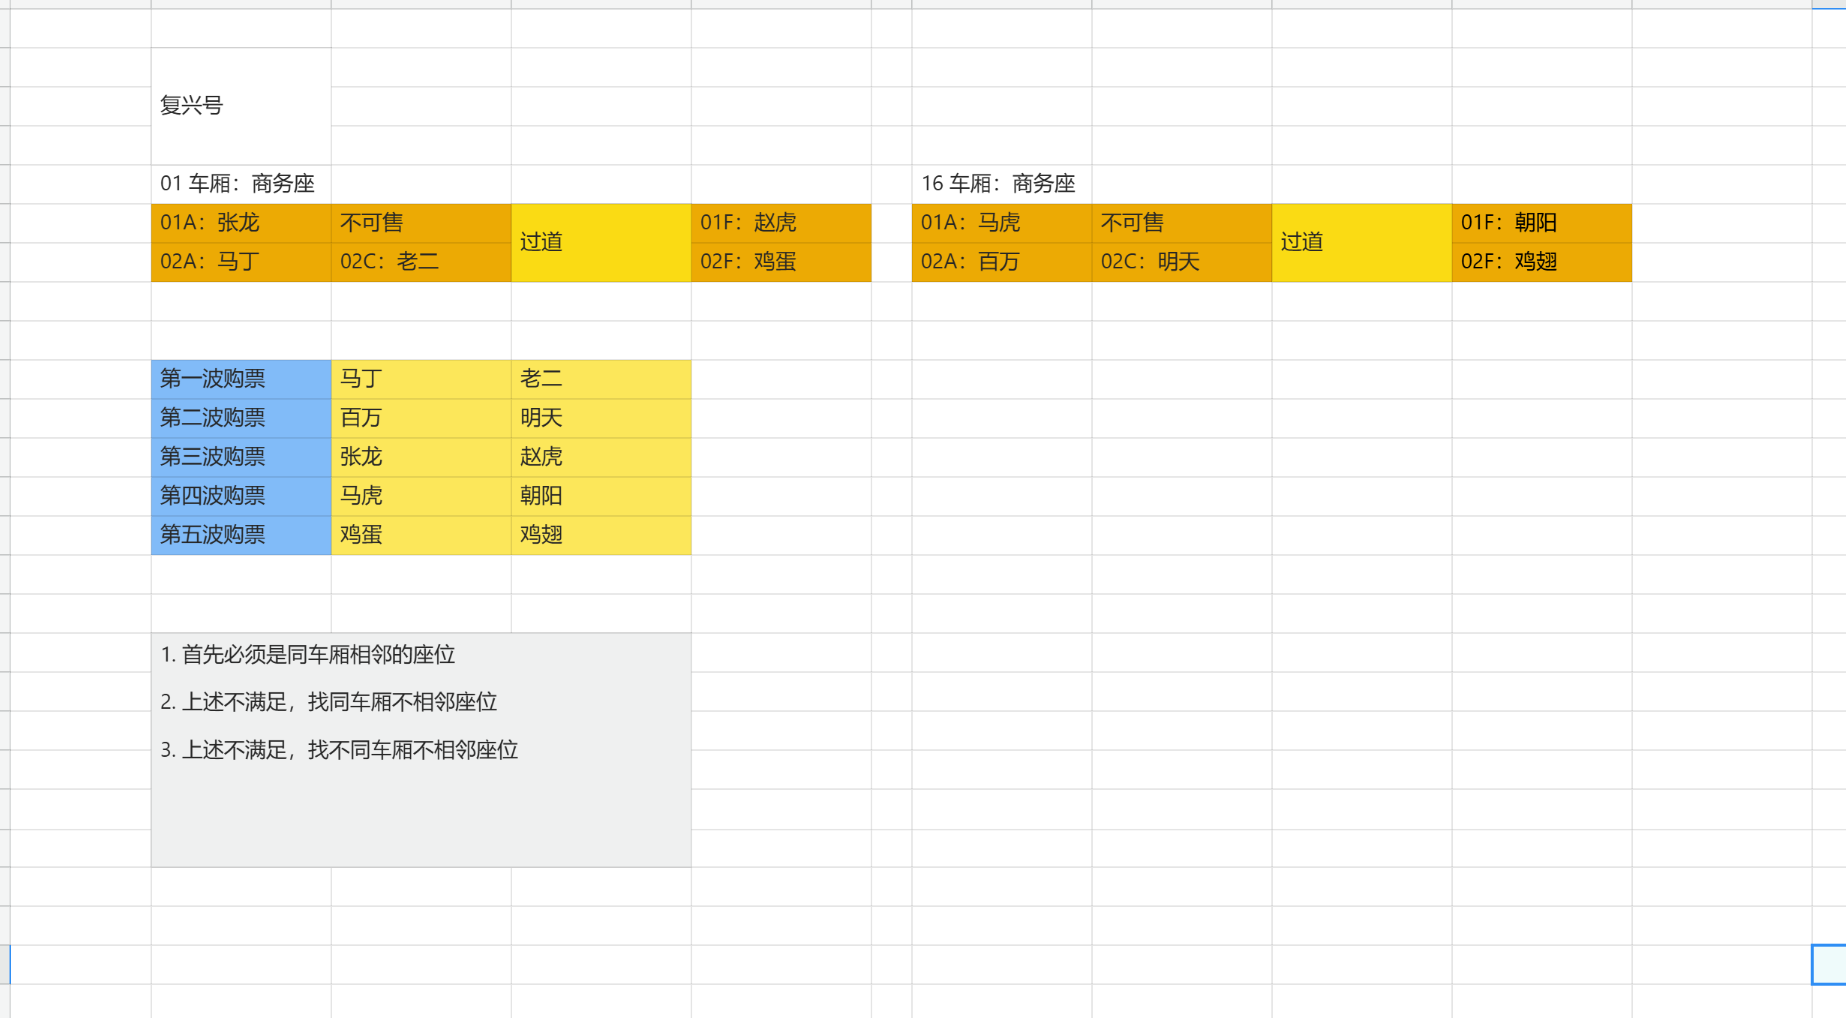 复兴号
01 车厢：商务座
16 车厢：商务座
01A：张龙 不可售 过道 01F：赵虎
02A：马丁 02C：老二 02F：鸡蛋
01A：马虎 不可售 过道 01F：朝阳
02A：百万 02C：明天 02F：鸡翅
第一波购票 马丁 老二
第二波购票 百万 明天
第三波购票 张龙 赵虎
第四波购票 马虎 朝阳
第五波购票 鸡蛋 鸡翅
1. 首先必须是同车厢相邻的座位
2. 上述不满足，找同车厢不相邻座位
3. 上述不满足，找不同车厢不相邻座位